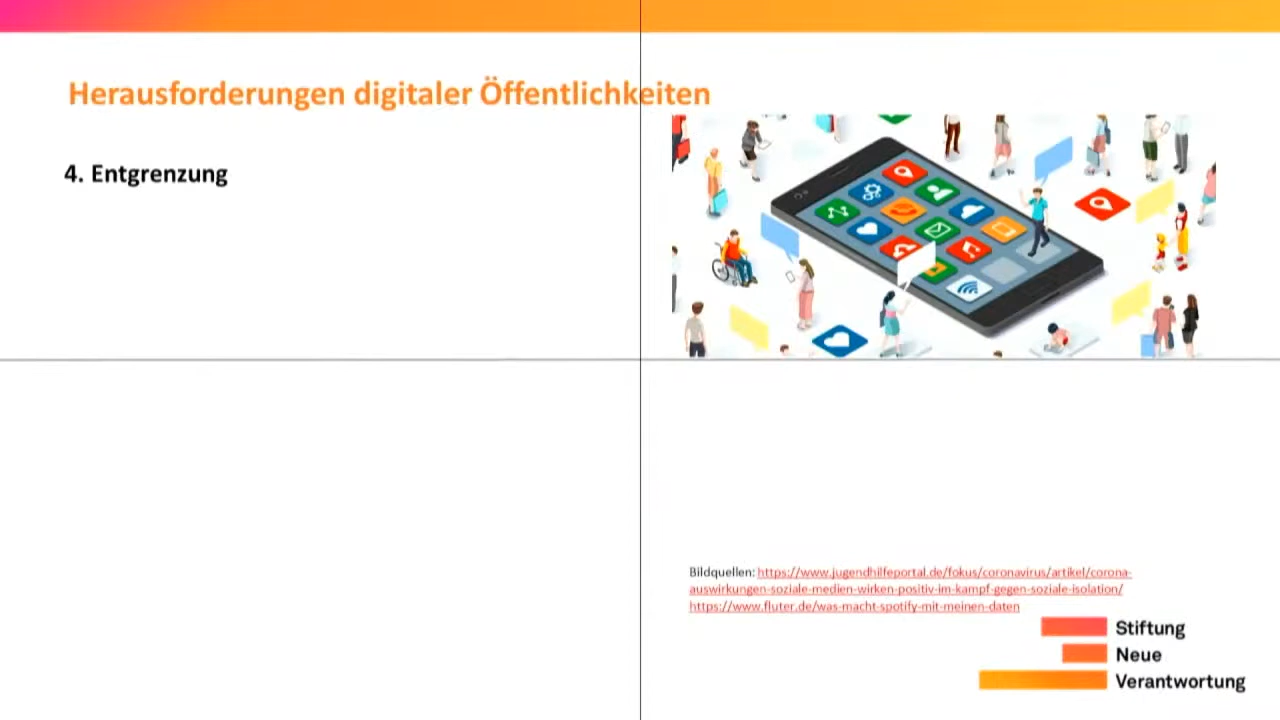 Herausforderungen digitaler Öffentlichkeiten
4. Entgrenzung
Bildquellen: https://www.jugendhilfeportal.de/fokus/coronavirus/artikel/corona-
auswirkungen-soziale-medien-wirken-positiv-im-kampf-gegen-soziale-isolation/
https://www.fluter.de/was-macht-spotify-mit-meinen-daten
Stiftung
Neue
Verantwortung